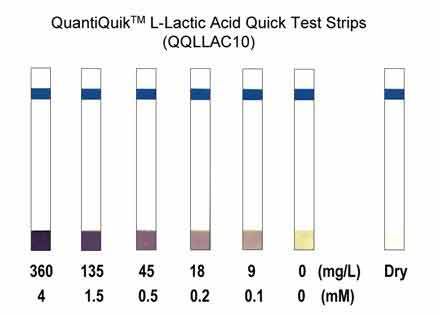 QuantiQuik™ L-Lactic Acid Quick Test Strips
(QQLLAC10)
360 135 45 18 9 0 (mg/L) Dry
4 1.5 0.5 0.2 0.1 0 (mM)